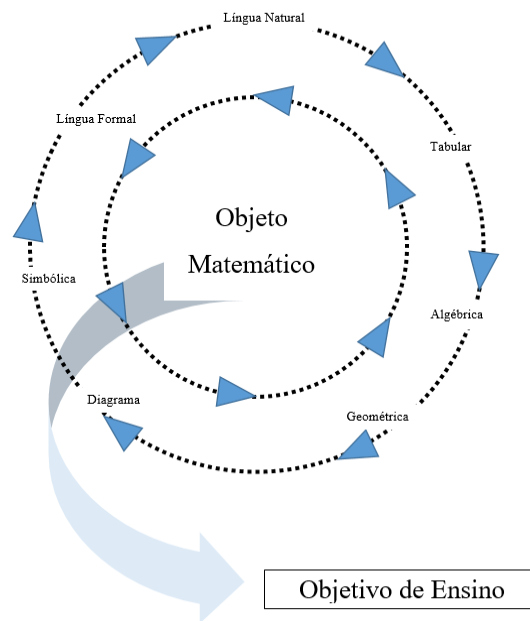 Língua Natural
Língua Formal
Tabular
Objeto
Matemático
Simbólica
Algébrica
Diagrama
Geométrica
Objetivo de Ensino